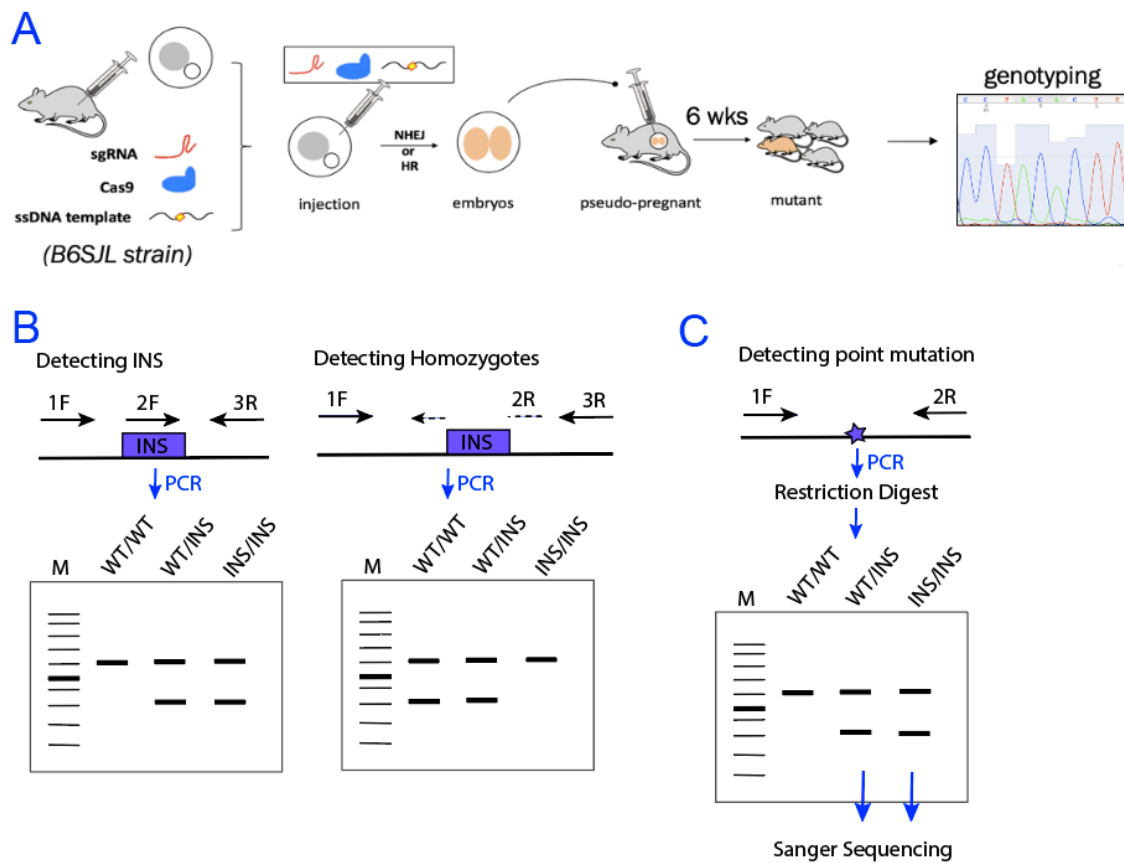 A
sgRNA
Cas9
ssDNA template
(B6SJL strain)
NHEJ
or
HR
injection
embryos
pseudo-pregnant
6 wks
mutant
genotyping
C C T A C A C T T
B
Detecting INS
1F
2F
3R
INS
PCR
M
WT/WT
WT/INS
INS/INS
Detecting Homozygotes
1F
2R
3R
INS
PCR
M
WT/WT
WT/INS
INS/INS
C
Detecting point mutation
1F
2R
PCR
Restriction Digest
M
WT/WT
WT/INS
INS/INS
Sanger Sequencing